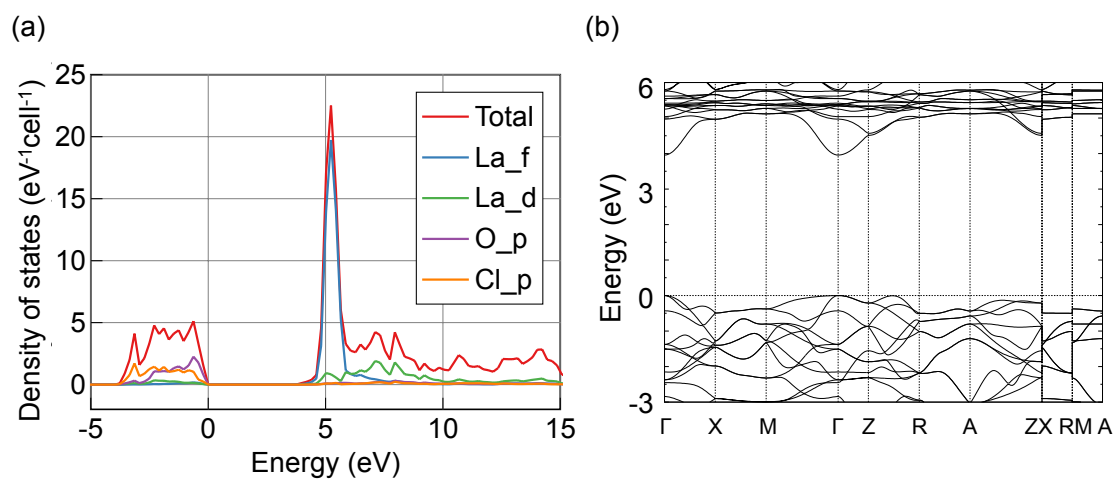 (a)
Density of states (eV⁻¹cell⁻¹)
25
20
15
10
5
0
-5 0 5 10 15
Energy (eV)
Total
La_f
La_d
O_p
Cl_p
(b)
Energy (eV)
6
3
0
-3
Γ X M Γ Z R A ZX RM A